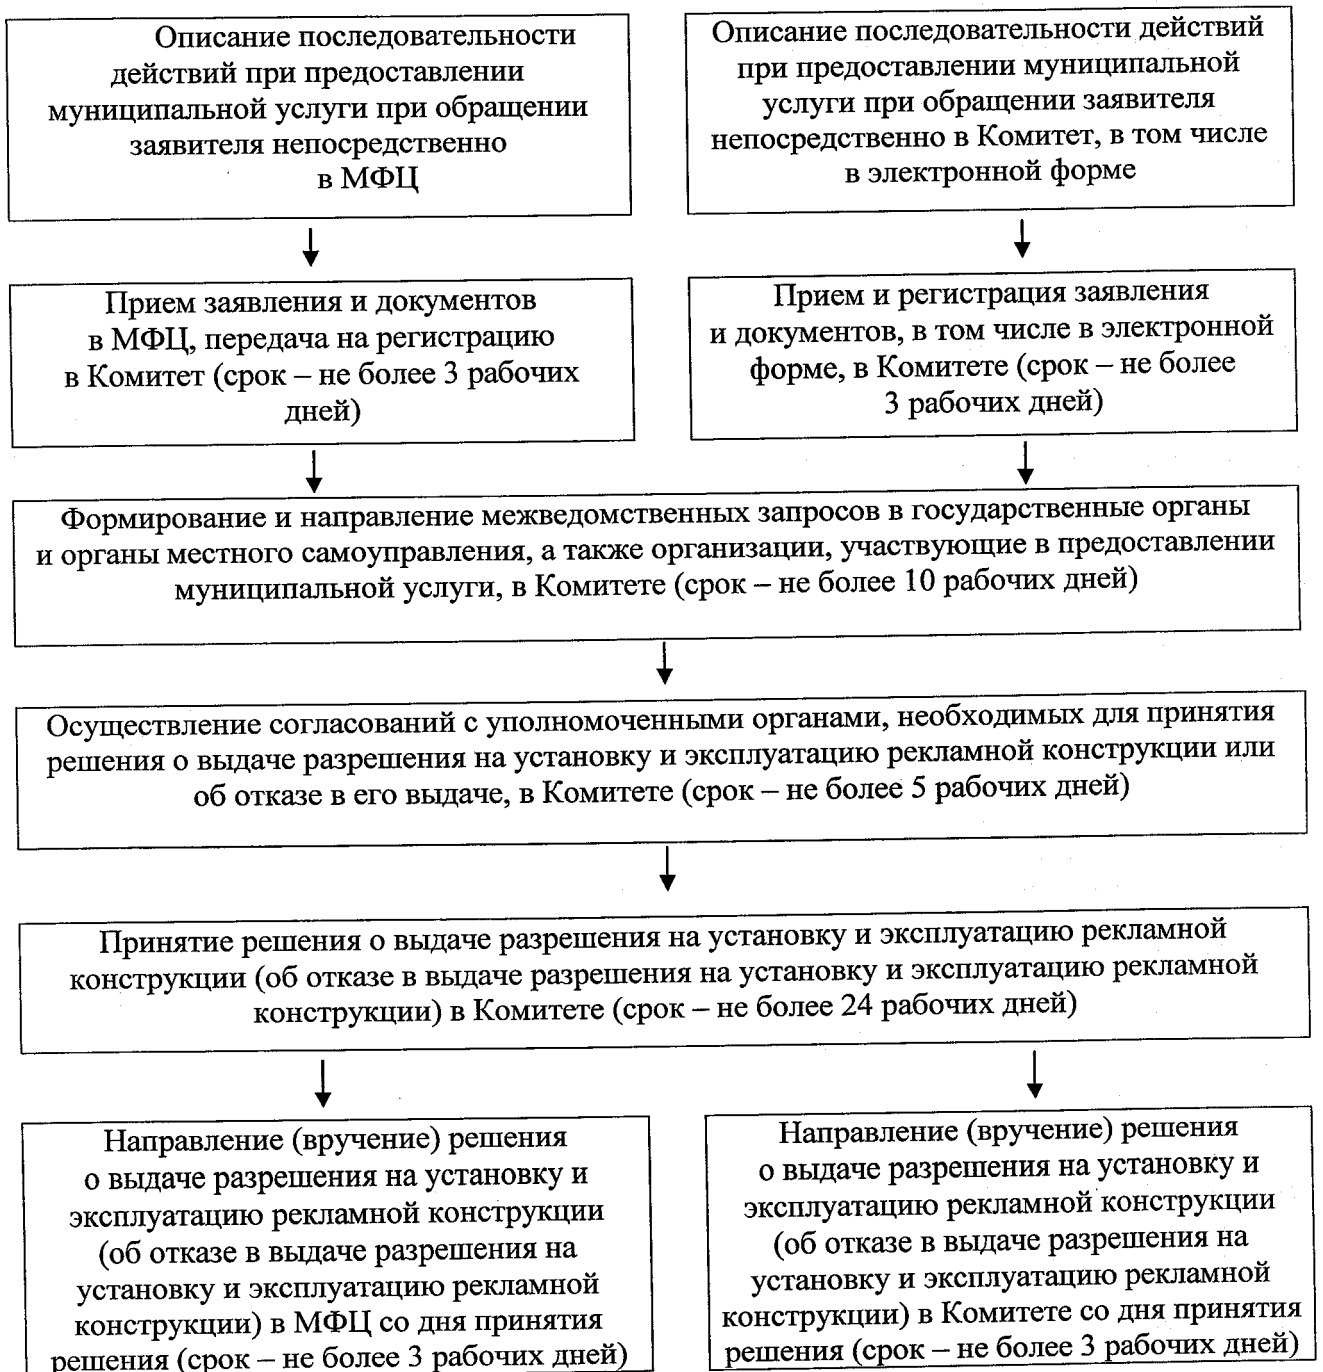 Описание последовательности
действий при предоставлении
муниципальной услуги при обращении
заявителя непосредственно
в МФЦ
Описание последовательности действий
при предоставлении муниципальной
услуги при обращении заявителя
непосредственно в Комитет, в том числе
в электронной форме
Прием заявления и документов
в МФЦ, передача на регистрацию
в Комитет (срок – не более 3 рабочих
дней)
Прием и регистрация заявления
и документов, в том числе в электронной
форме, в Комитете (срок – не более
3 рабочих дней)
Формирование и направление межведомственных запросов в государственные органы
и органы местного самоуправления, а также организации, участвующие в предоставлении
муниципальной услуги, в Комитете (срок – не более 10 рабочих дней)
Осуществление согласований с уполномоченными органами, необходимых для принятия
решения о выдаче разрешения на установку и эксплуатацию рекламной конструкции или
об отказе в его выдаче, в Комитете (срок – не более 5 рабочих дней)
Принятие решения о выдаче разрешения на установку и эксплуатацию рекламной
конструкции (об отказе в выдаче разрешения на установку и эксплуатацию рекламной
конструкции) в Комитете (срок – не более 24 рабочих дней)
Направление (вручение) решения
о выдаче разрешения на установку и
эксплуатацию рекламной конструкции
(об отказе в выдаче разрешения на
установку и эксплуатацию рекламной
конструкции) в МФЦ со дня принятия
решения (срок – не более 3 рабочих дней)
Направление (вручение) решения
о выдаче разрешения на установку и
эксплуатацию рекламной конструкции
(об отказе в выдаче разрешения на
установку и эксплуатацию рекламной
конструкции) в Комитете со дня принятия
решения (срок – не более 3 рабочих дней)